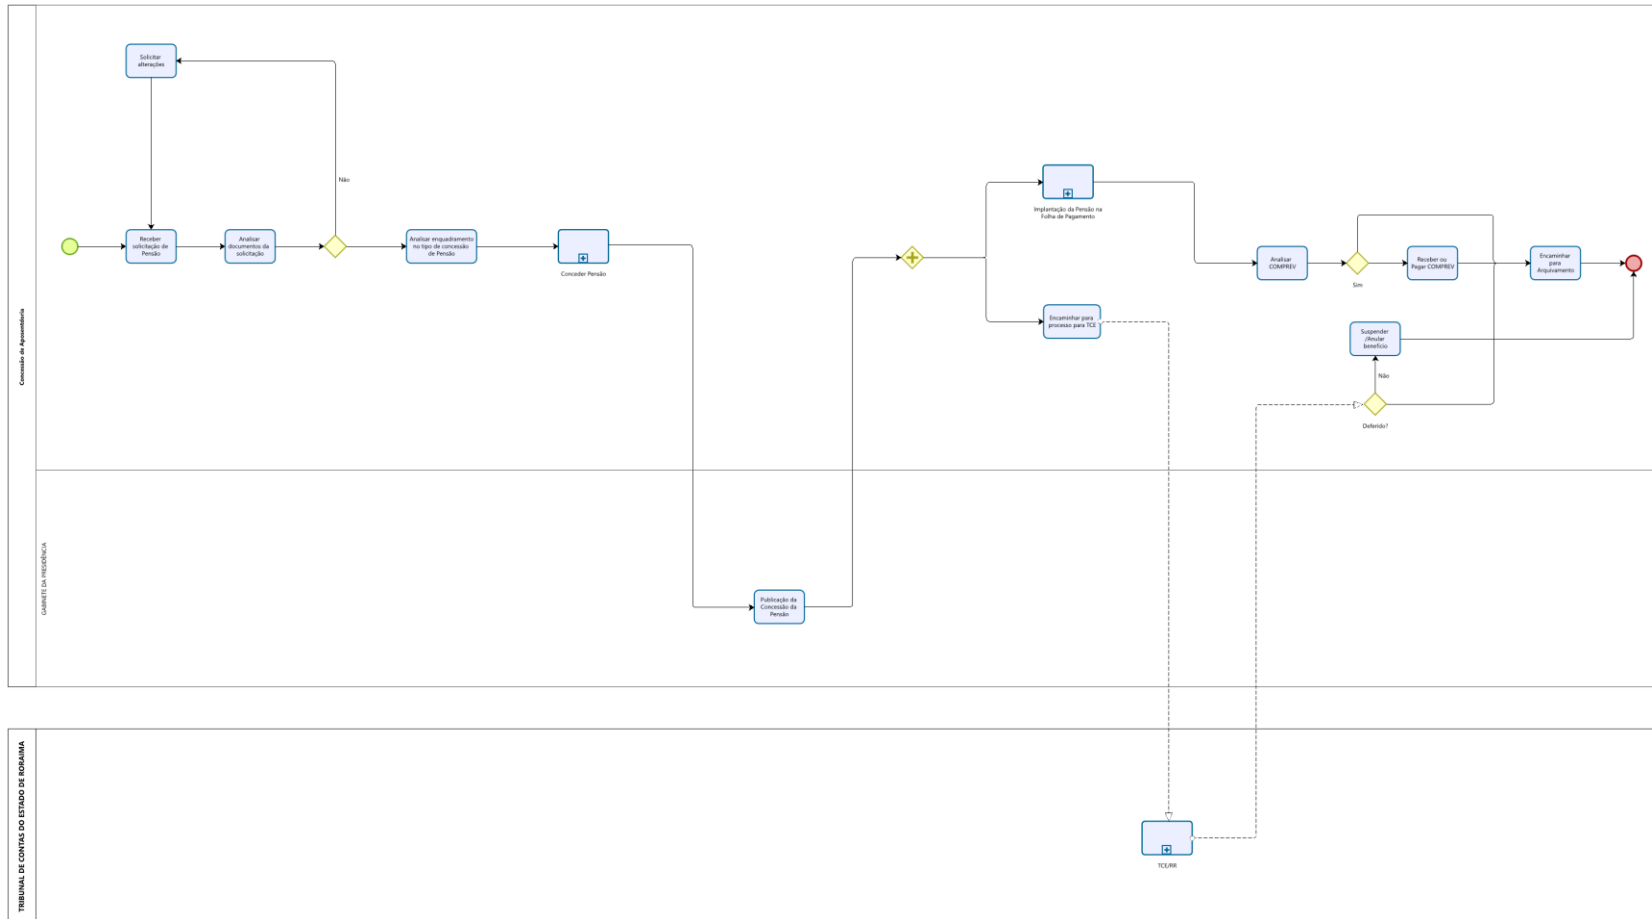 Concessão de Aposentdoria
Solicitar
alterações
Não
Receber
solicitação de
Pensão
Analisar
documentos da
solicitação
Analisar enquadramento
no tipo de concessão
de Pensão
Conceder Pensão
Implantação da Pensão na
Folha de Pagamento
Encaminhar para
processo para TCE
Analisar
COMPREV
Sim
Receber ou
Pagar COMPREV
Encaminhar
para
Arquivamento
Suspender
/Anular
benefício
Não
Deferido?
GABINETE DA PRESIDÊNCIA
Publicação da
Concessão da
Pensão
TRIBUNAL DE CONTAS DO ESTADO DE RORAIMA
TCE/RR